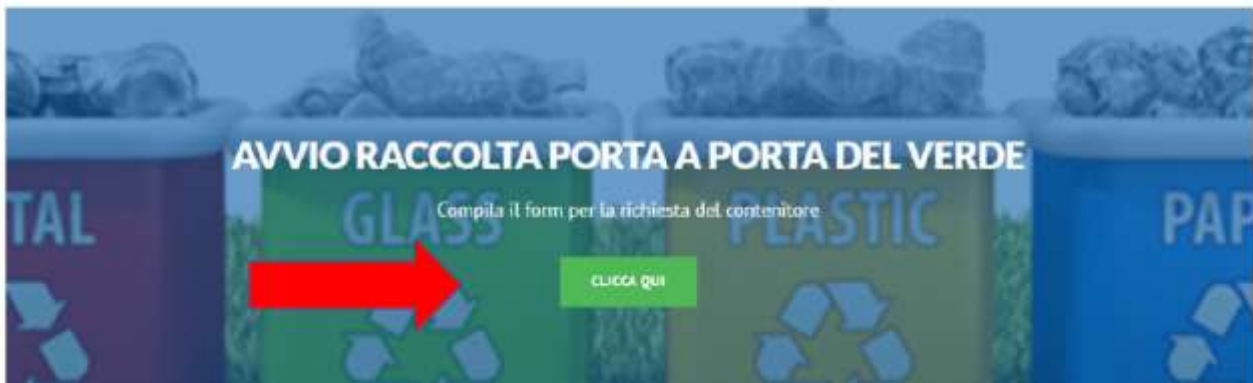 AVVIO RACCOLTA PORTA A PORTA DEL VERDE
Compila il form per la richiesta del contenitore
TAL
GLASS
PLASTIC
PAP
CLICCA QUI